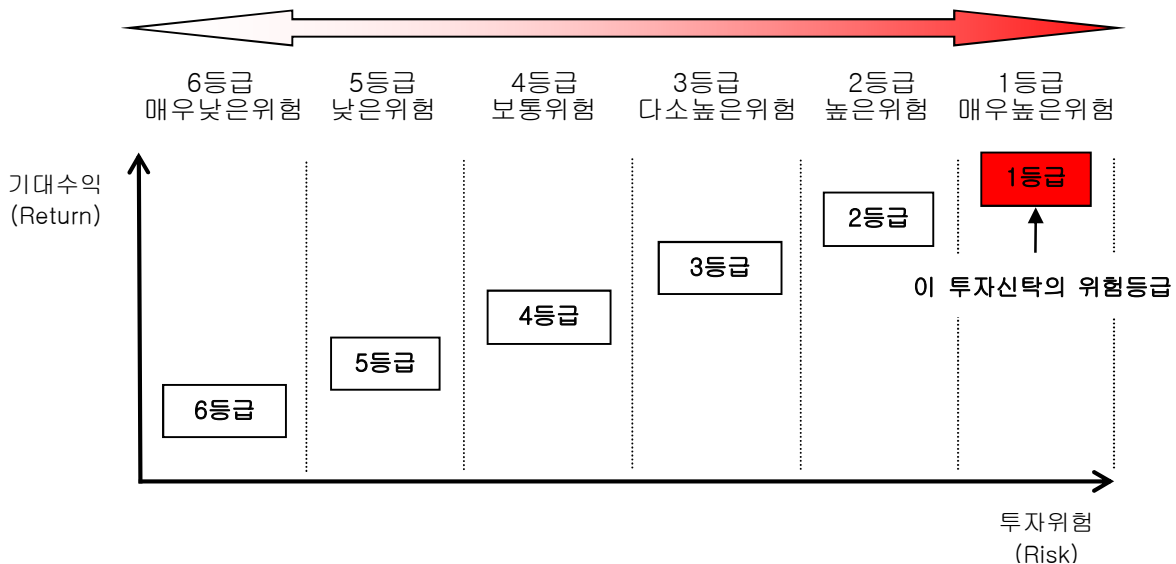 6등급
매우낮은위험
5등급
낮은위험
4등급
보통위험
3등급
다소높은위험
2등급
높은위험
1등급
매우높은위험
기대수익
(Return)
1등급
2등급
3등급
이 투자신탁의 위험등급
4등급
5등급
6등급
투자위험
(Risk)